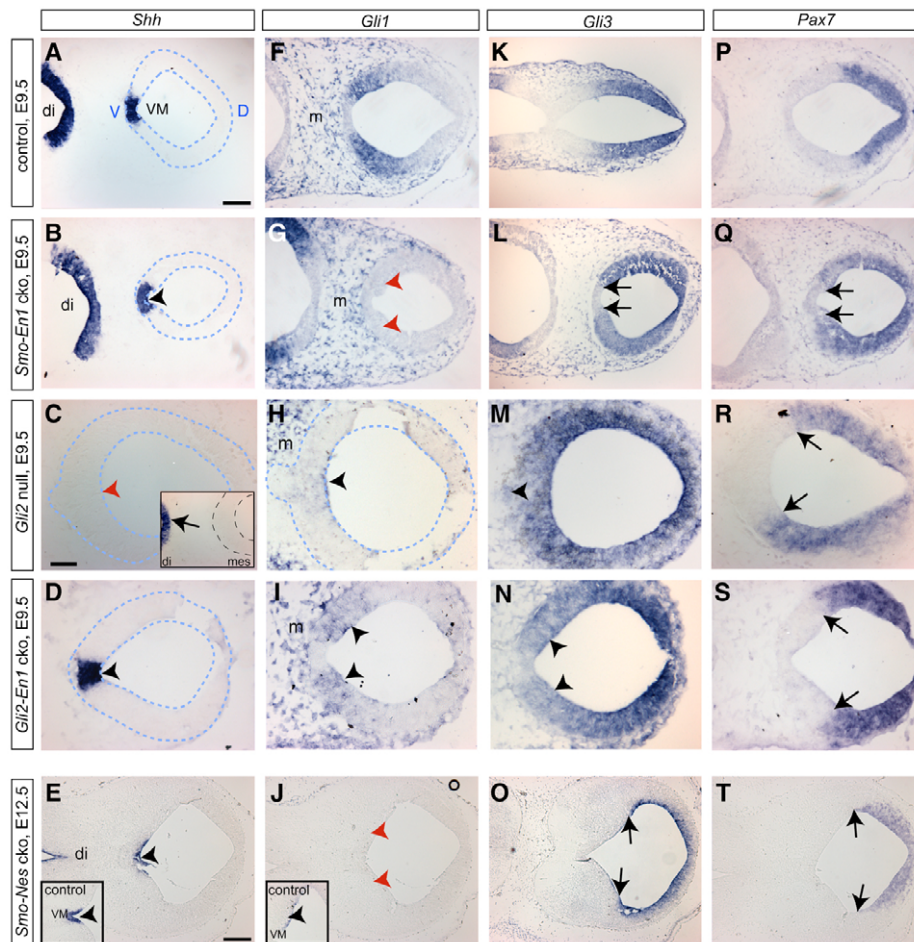 Shh Gli1 Gli3 Pax7
control, E9.5
A F K P
di V VM D m
Smo-En1 cko, E9.5
B G L Q
di m
Gli2 null, E9.5
C H M R
m
di mes
Gli2-En1 cko, E9.5
D I N S
m
Smo-Nes cko, E12.5
E J O T
di
control control
VM VM